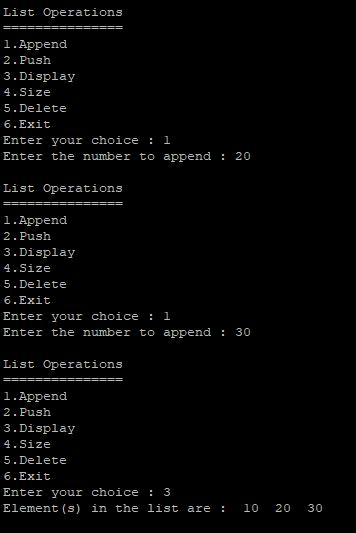 List Operations
===============
1.Append
2.Push
3.Display
4.Size
5.Delete
6.Exit
Enter your choice : 1
Enter the number to append : 20
List Operations
===============
1.Append
2.Push
3.Display
4.Size
5.Delete
6.Exit
Enter your choice : 1
Enter the number to append : 30
List Operations
===============
1.Append
2.Push
3.Display
4.Size
5.Delete
6.Exit
Enter your choice : 3
Element(s) in the list are :  10  20  30